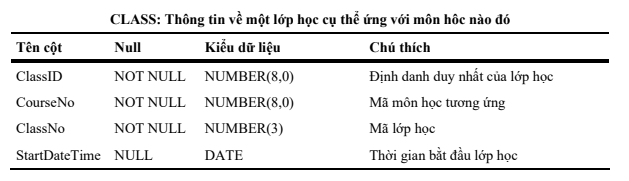 CLASS: Thông tin về một lớp học cụ thể ứng với môn hôc nào đó
Tên cột Null Kiểu dữ liệu Chú thích
ClassID NOT NULL NUMBER(8,0) Định danh duy nhất của lớp học
CourseNo NOT NULL NUMBER(8,0) Mã môn học tương ứng
ClassNo NOT NULL NUMBER(3) Mã lớp học
StartDateTime NULL DATE Thời gian bắt đầu lớp học